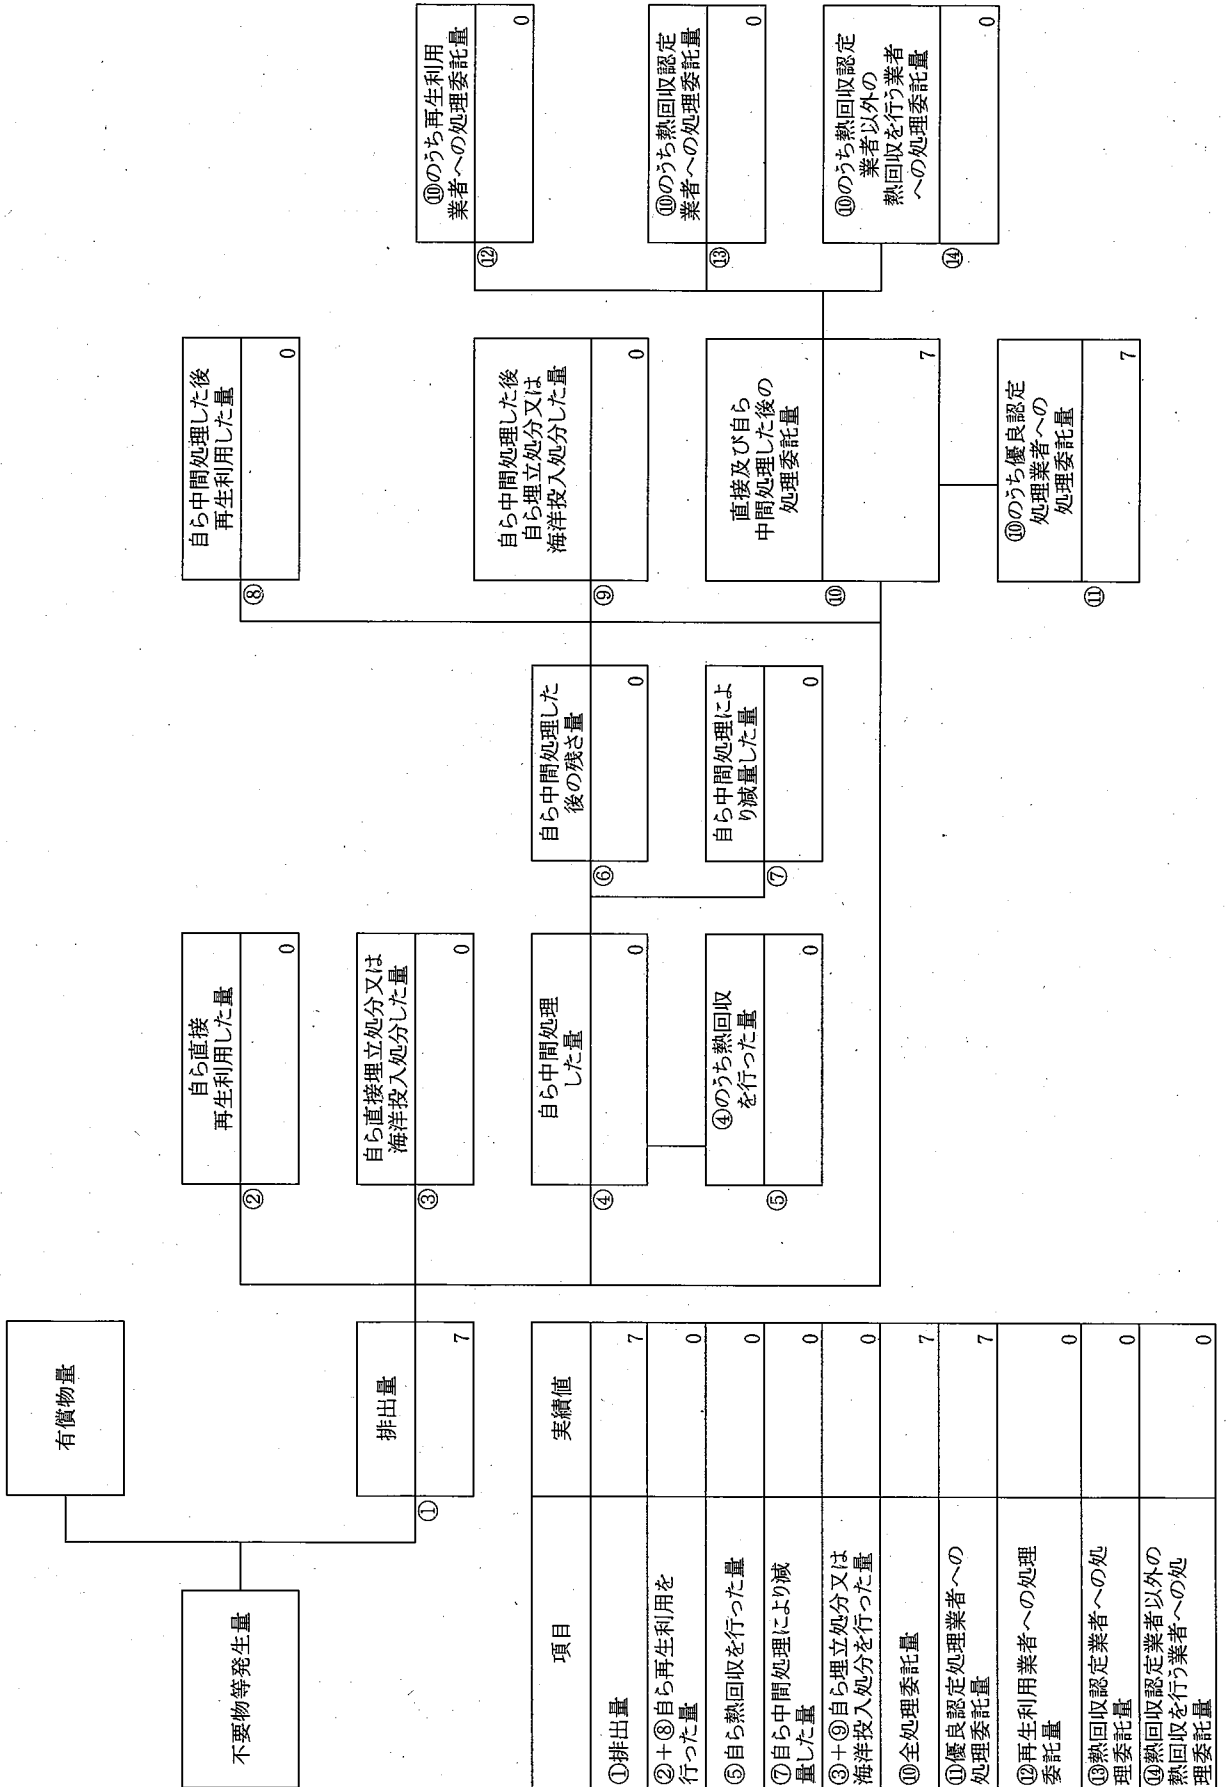 不要物等発生量
有償物量
排出量
①
7
自ら直接
再生利用した量
②
0
自ら直接埋立処分又は
海洋投入処分した量
③
0
自ら中間処理
した量
④
0
④のうち熱回収
を行った量
⑤
0
自ら中間処理した
後の残さ量
⑥
0
自ら中間処理によ
り減量した量
⑦
0
自ら中間処理した後
再生利用した量
⑧
0
自ら中間処理した後
自ら埋立処分又は
海洋投入処分した量
⑨
0
直接及び自ら
中間処理した後の
処理委託量
⑩
7
⑩のうち優良認定
処理業者への
処理委託量
⑪
7
⑩のうち再生利用
業者への処理委託量
⑫
0
⑩のうち熱回収認定
業者への処理委託量
⑬
0
⑩のうち熱回収認定
業者以外の
熱回収を行う業者
への処理委託量
⑭
0
項目 実績値
①排出量 7
②+⑧自ら再生利用を
行った量 0
⑤自ら熱回収を行った量 0
⑦自ら中間処理により減
量した量 0
③+⑨自ら埋立処分又は
海洋投入処分を行った量 0
⑩全処理委託量 7
⑪優良認定処理業者への
処理委託量 7
⑫再生利用業者への処理
委託量 0
⑬熱回収認定業者への処
理委託量 0
⑭熱回収認定業者以外の
熱回収を行う業者への処
理委託量 0